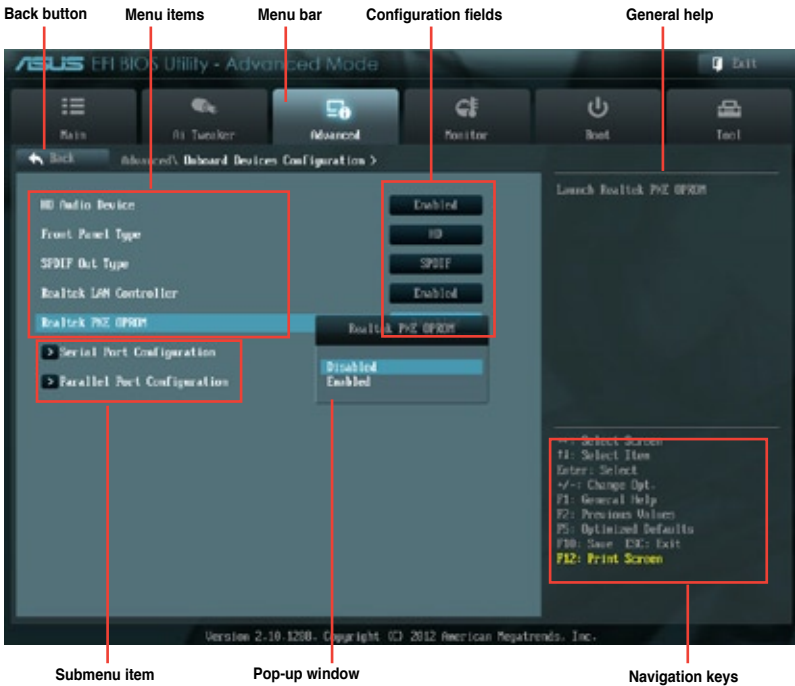 Back button
Menu items
Menu bar
Configuration fields
General help
ASUS EFI BIOS Utility - Advanced Mode
Exit
Main
Ai Tweaker
Advanced
Monitor
Boot
Tool
Back
Advanced\ Onboard Devices Configuration >
HD Audio Device
Enabled
Front Panel Type
HD
SPDIF Out Type
SPDIF
Realtek LAN Controller
Enabled
Realtek PXE OPROM
> Serial Port Configuration
> Parallel Port Configuration
Realtek PXE OPROM
Disabled
Enabled
Launch Realtek PXE OPROM
→←: Select Screen
↑↓: Select Item
Enter: Select
+/-: Change Opt.
F1: General Help
F2: Previous Values
F5: Optimized Defaults
F10: Save ESC: Exit
F12: Print Screen
Version 2.10.1208. Copyright (C) 2012 American Megatrends, Inc.
Submenu item
Pop-up window
Navigation keys